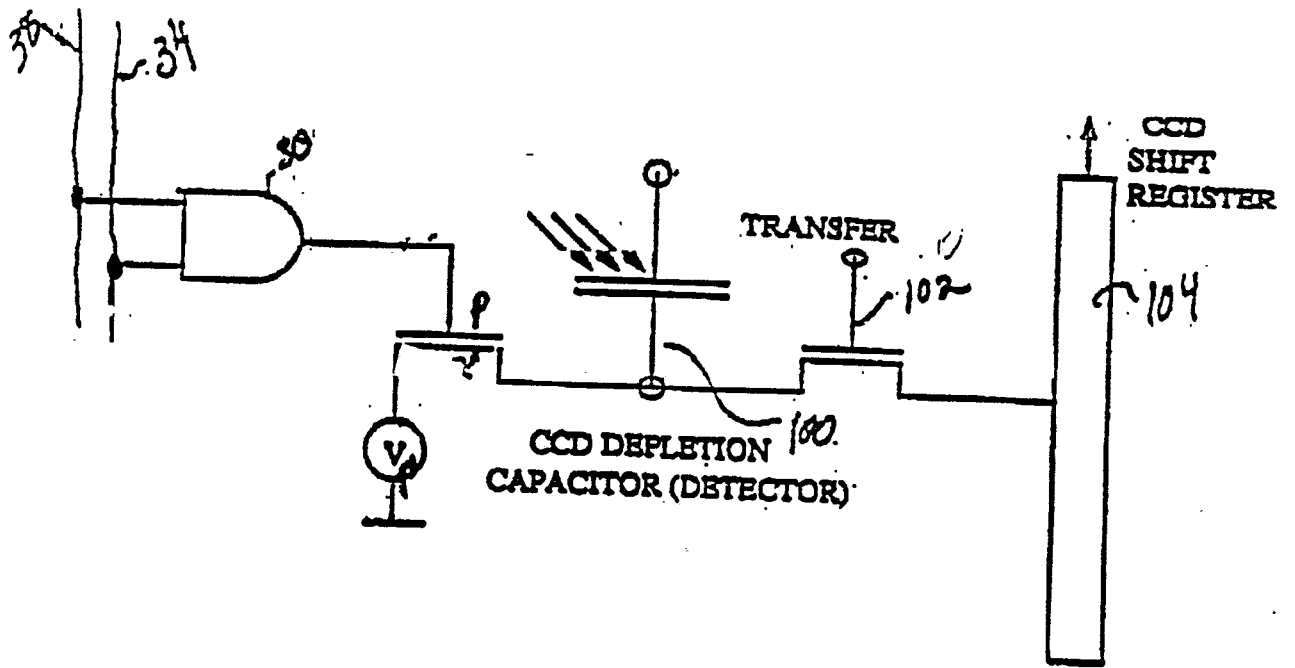 34
30
CCD
SHIFT
REGISTER
TRANSFER
102
104
P
V
100
CCD DEPLETION
CAPACITOR (DETECTOR)